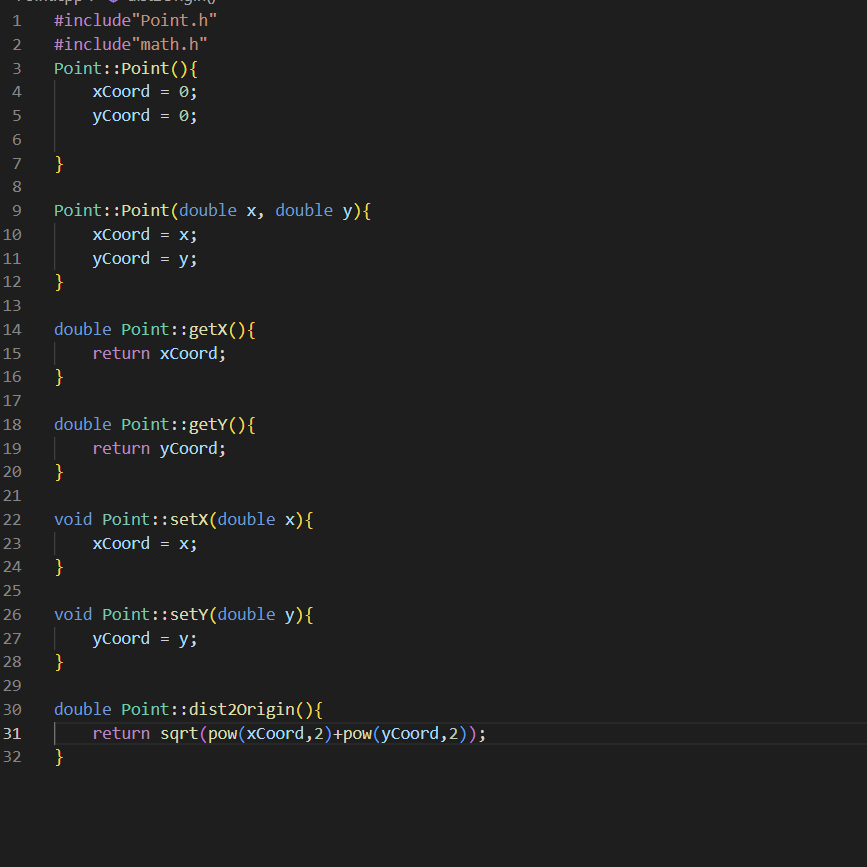 1 #include"Point.h"
2 #include"math.h"
3 Point::Point(){
4     xCoord = 0;
5     yCoord = 0;
6
7 }
8
9 Point::Point(double x, double y){
10     xCoord = x;
11     yCoord = y;
12 }
13
14 double Point::getX(){
15     return xCoord;
16 }
17
18 double Point::getY(){
19     return yCoord;
20 }
21
22 void Point::setX(double x){
23     xCoord = x;
24 }
25
26 void Point::setY(double y){
27     yCoord = y;
28 }
29
30 double Point::dist2Origin(){
31     return sqrt(pow(xCoord,2)+pow(yCoord,2));
32 }